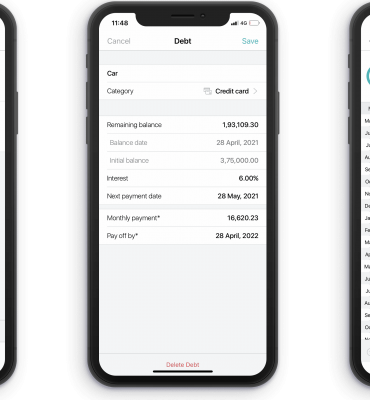 11:48
4G
Cancel
Debt
Save
Car
Category
Credit card
Remaining balance
1,93,109.30
Balance date
28 April, 2021
Initial balance
3,75,000.00
Interest
6.00%
Next payment date
28 May, 2021
Monthly payment*
16,620.23
Pay off by*
28 April, 2022
Delete Debt